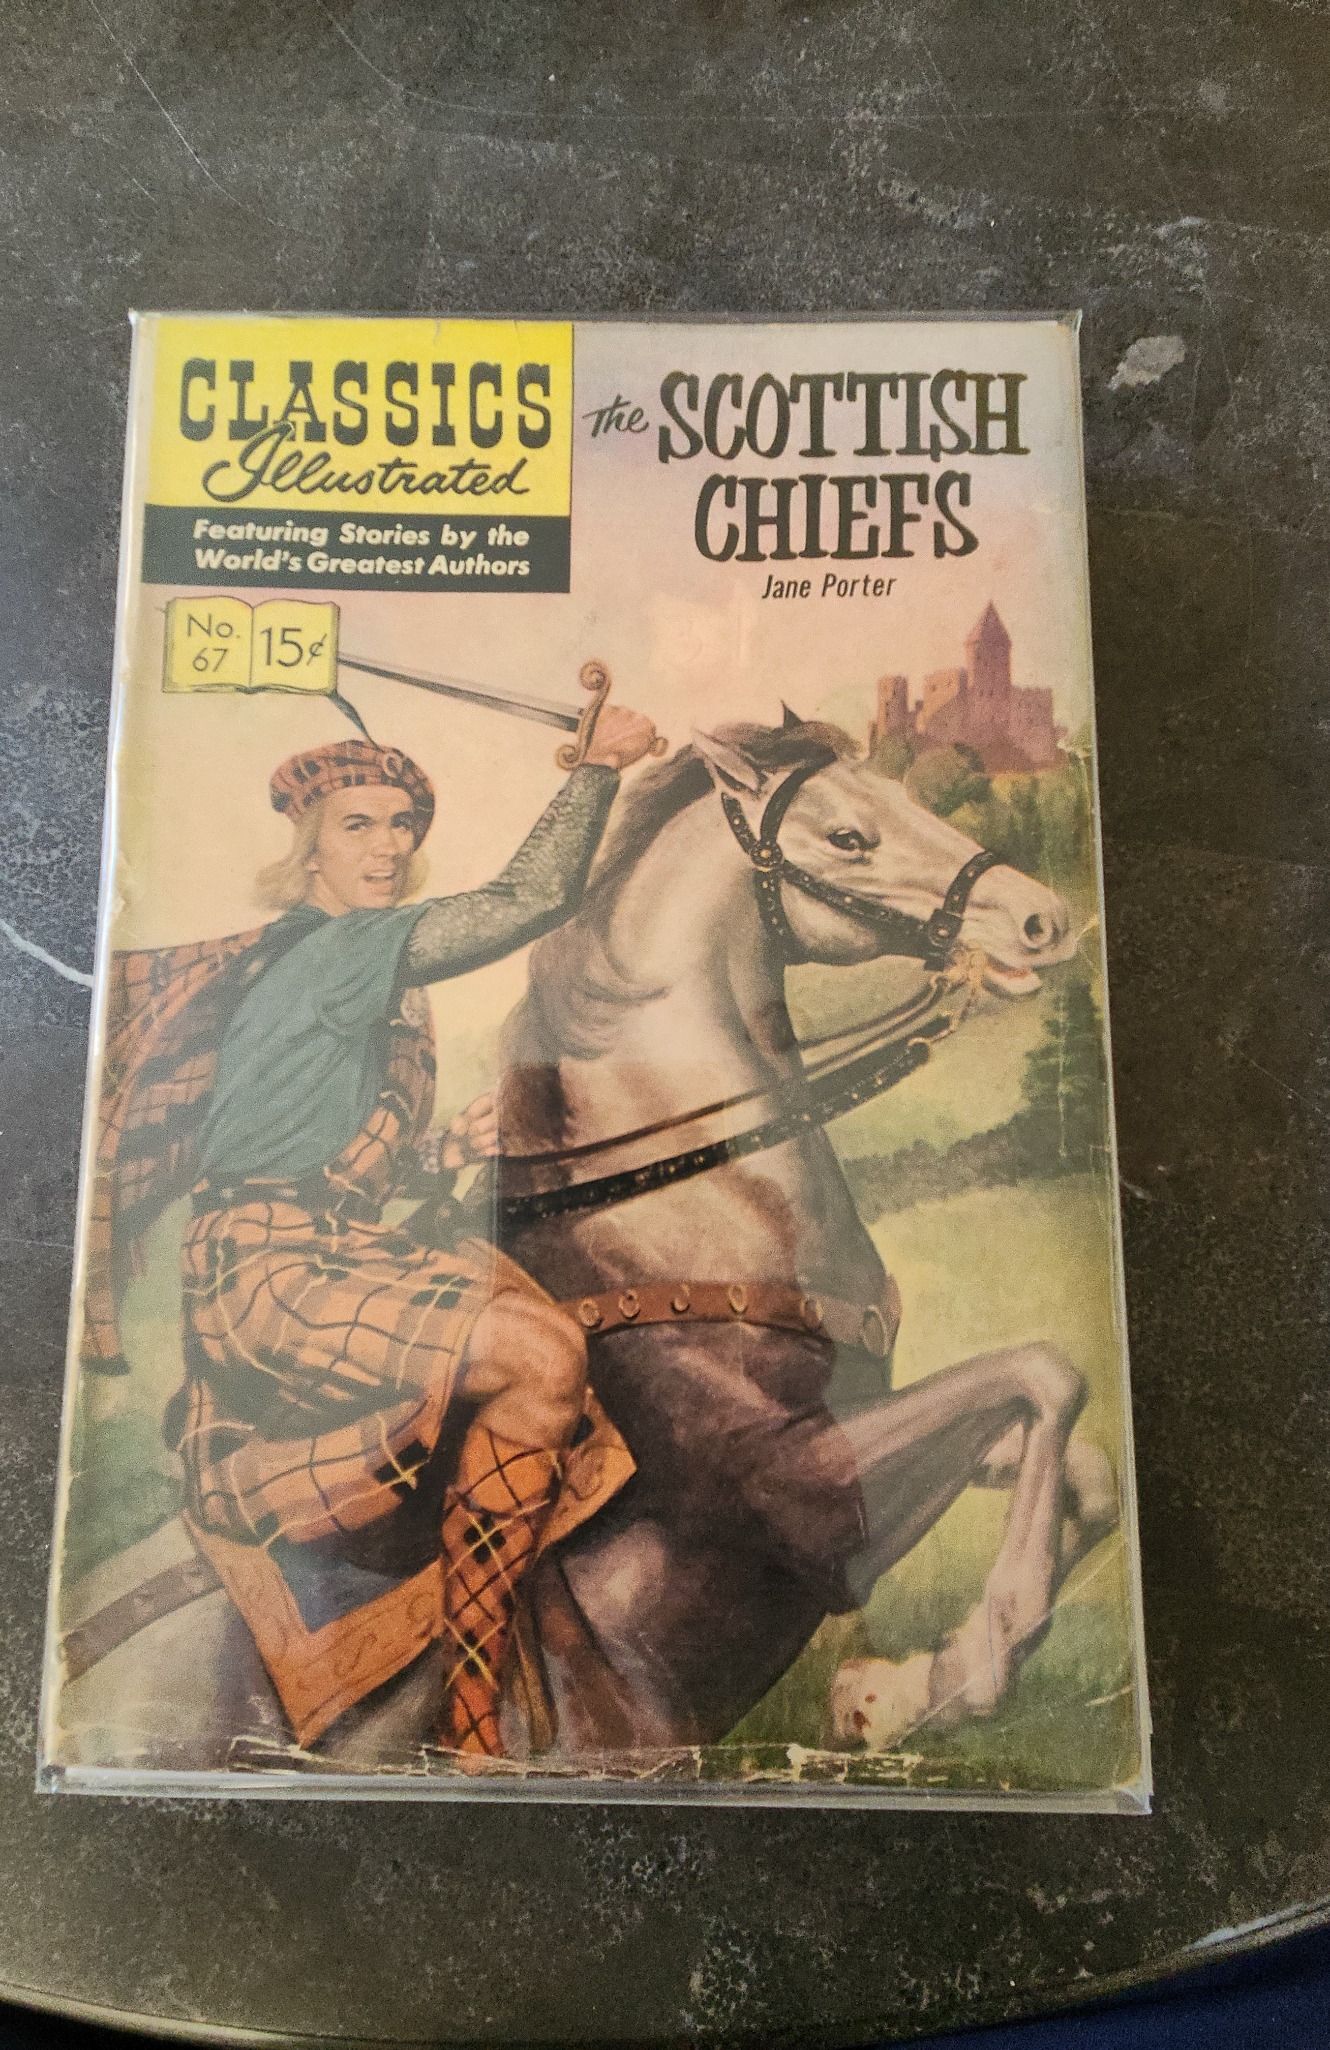 CLASSICS
Illustrated
Featuring Stories by the
World's Greatest Authors
No.
67
15¢
The SCOTTISH
CHIEFS
Jane Porter